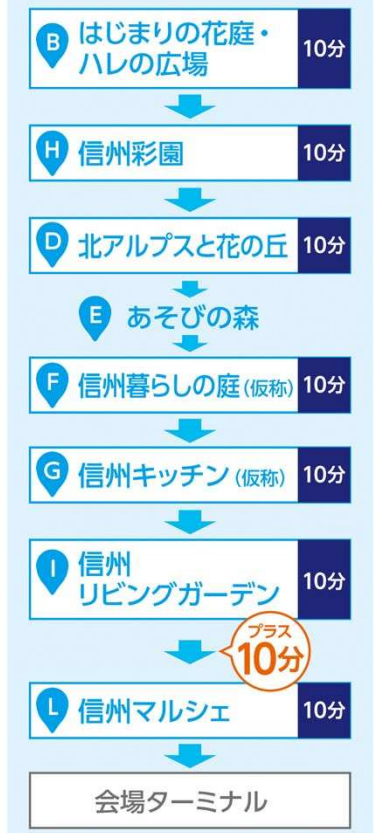 B はじまりの花庭・
ハレの広場 10分
H 信州彩園 10分
D 北アルプスと花の丘 10分
E あそびの森
F 信州暮らしの庭(仮称) 10分
G 信州キッチン(仮称) 10分
I 信州
リビングガーデン 10分
プラス
10分
L 信州マルシェ 10分
会場ターミナル